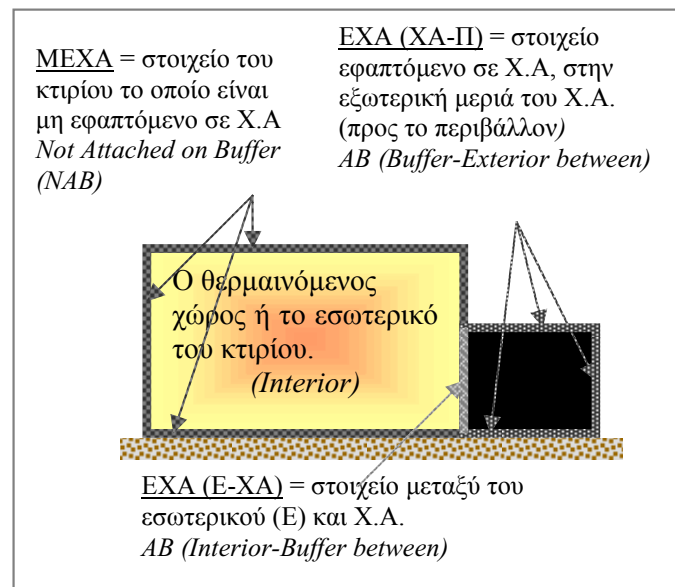 ΜΕΧΑ = στοιχείο του
κτιρίου το οποίο είναι
μη εφαπτόμενο σε Χ.Α
Not Attached on Buffer
(NAB)
ΕΧΑ (ΧΑ-Π) = στοιχείο
εφαπτόμενο σε Χ.Α, στην
εξωτερική μεριά του Χ.Α.
(προς το περιβάλλον)
AB (Buffer-Exterior between)
Ο θερμαινόμενος
χώρος ή το εσωτερικό
του κτιρίου.
(Interior)
ΕΧΑ (Ε-ΧΑ) = στοιχείο μεταξύ του
εσωτερικού (Ε) και Χ.Α.
AB (Interior-Buffer between)